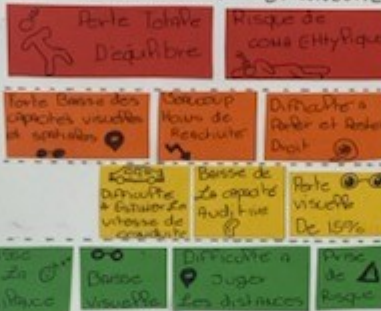 Perte Totale
D'equilibre
Risque de
COMA EthyliQue
Forte Baisse des
capacités visuelles
et spatiales
Beaucoup
Moins de
Reactivité
Difficulté a
Parler et Rester
Droit
Difficulté
a Estimer La
vitesse de
conduite
Baisse de
La capacité
Auditive
Perte
visuelle
De 15%
La
Baisse
Visuelle
Difficulté a
Juger
Les distances
Prise
de
Risque